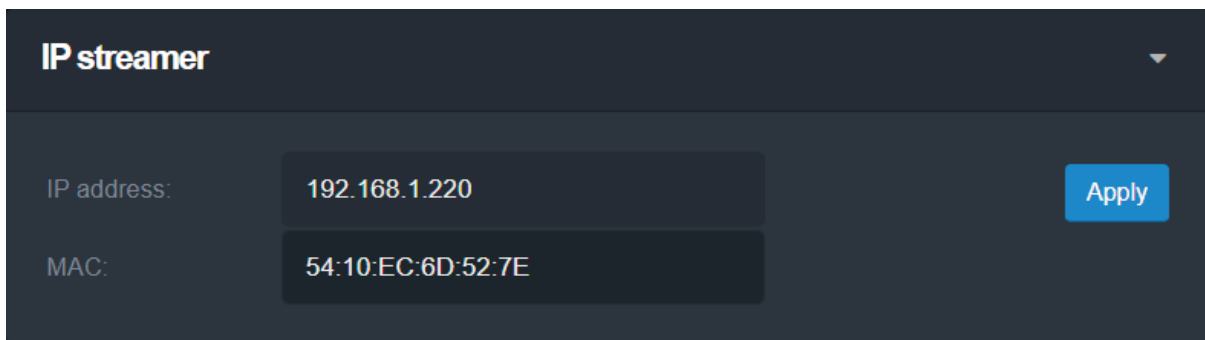 IP streamer
IP address: 192.168.1.220 Apply
MAC: 54:10:EC:6D:52:7E